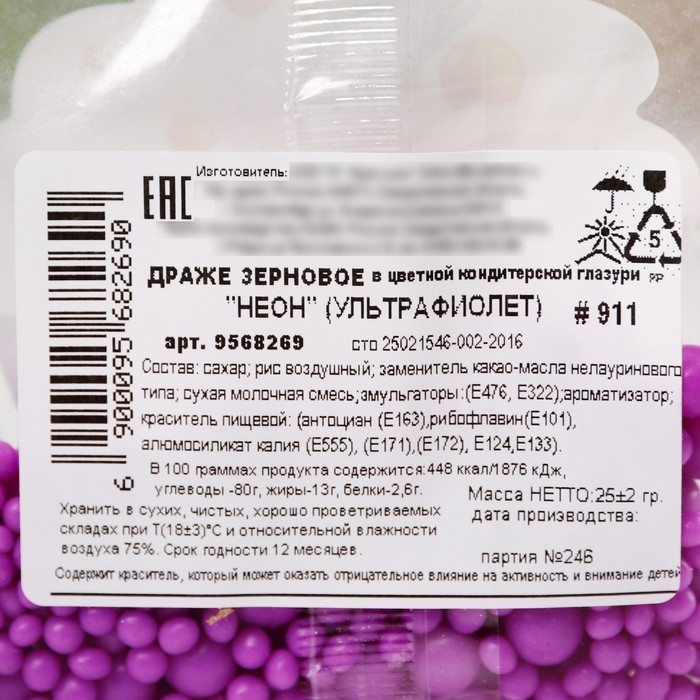 Изготовитель:
EAC
5
PP
ДРАЖЕ ЗЕРНОВОЕ в цветной кондитерской глазури
"НЕОН" (УЛЬТРАФИОЛЕТ) # 911
арт. 9568269 сто 25021546-002-2016
Состав: сахар; рис воздушный; заменитель какао-масла нелауринового
типа; сухая молочная смесь;эмульгаторы:(Е476, Е322);ароматизатор;
краситель пищевой: (антоциан (Е163),рибофлавин(Е101),
алюмосиликат калия (Е555), (Е171),(Е172), Е124,Е133).
В 100 граммах продукта содержится:448 ккал/1876 кДж,
углеводы -80г, жиры-13г, белки-2,6г.
Масса НЕТТО:25±2 гр.
дата производства:
Хранить в сухих, чистых, хорошо проветриваемых
складах при Т(18±3)°С и относительной влажности
воздуха 75%. Срок годности 12 месяцев.
партия №246
Содержит краситель, который может оказать отрицательное влияние на активность и внимание детей
6 900095 682690